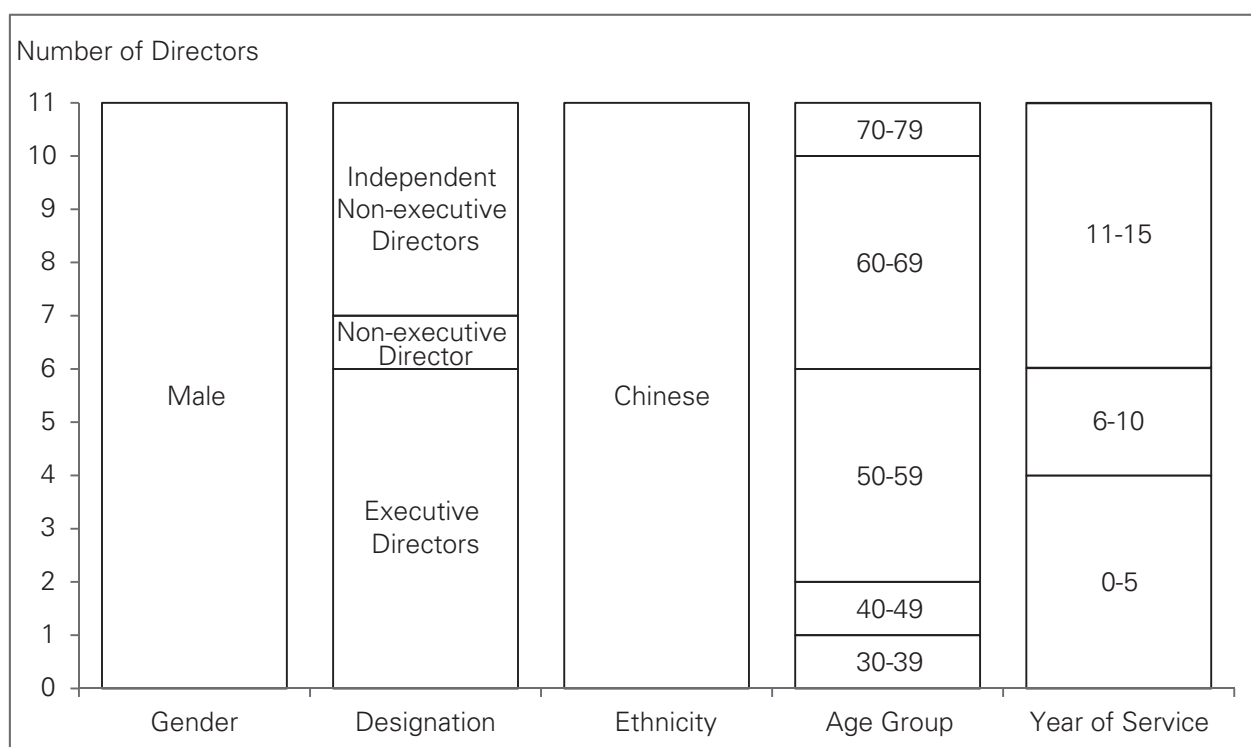 Number of Directors
11
10
9
8
7
6
5
4
3
2
1
0
Male
Independent
Non-executive
Directors
Non-executive
Director
Executive
Directors
Chinese
70-79
60-69
50-59
40-49
30-39
11-15
6-10
0-5
Gender
Designation
Ethnicity
Age Group
Year of Service